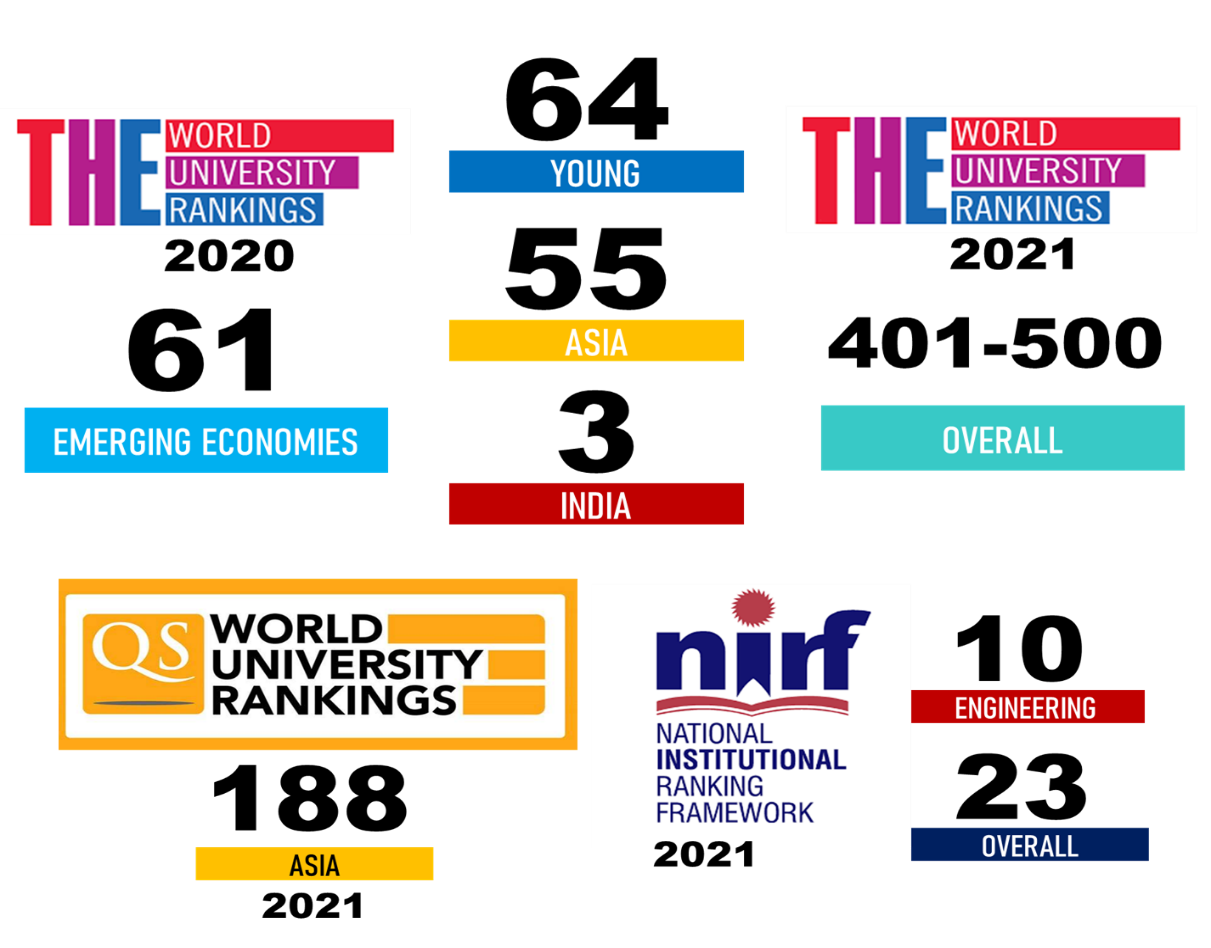 THE WORLD
UNIVERSITY
RANKINGS
2020
61
EMERGING ECONOMIES
64
YOUNG
55
ASIA
3
INDIA
THE WORLD
UNIVERSITY
RANKINGS
2021
401-500
OVERALL
QS WORLD
UNIVERSITY
RANKINGS
188
ASIA
2021
nirf
NATIONAL
INSTITUTIONAL
RANKING
FRAMEWORK
2021
10
ENGINEERING
23
OVERALL